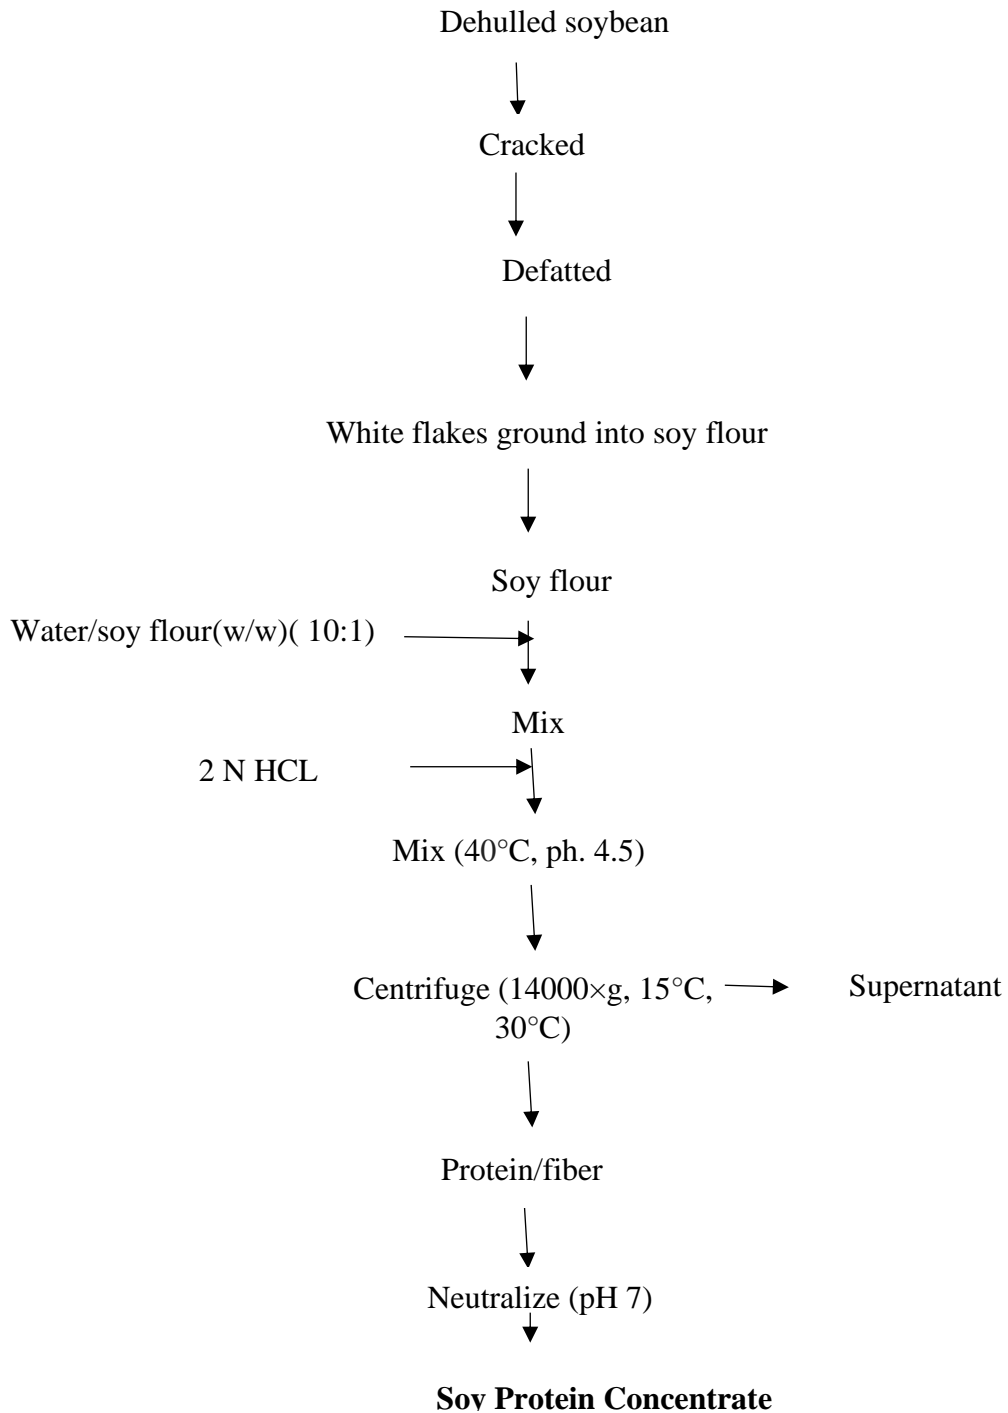 Dehulled soybean
Cracked
Defatted
White flakes ground into soy flour
Soy flour
Water/soy flour(w/w)( 10:1)
Mix
2 N HCL
Mix (40°C, ph. 4.5)
Centrifuge (14000×g, 15°C,
30°C)
Supernatant
Protein/fiber
Neutralize (pH 7)
Soy Protein Concentrate